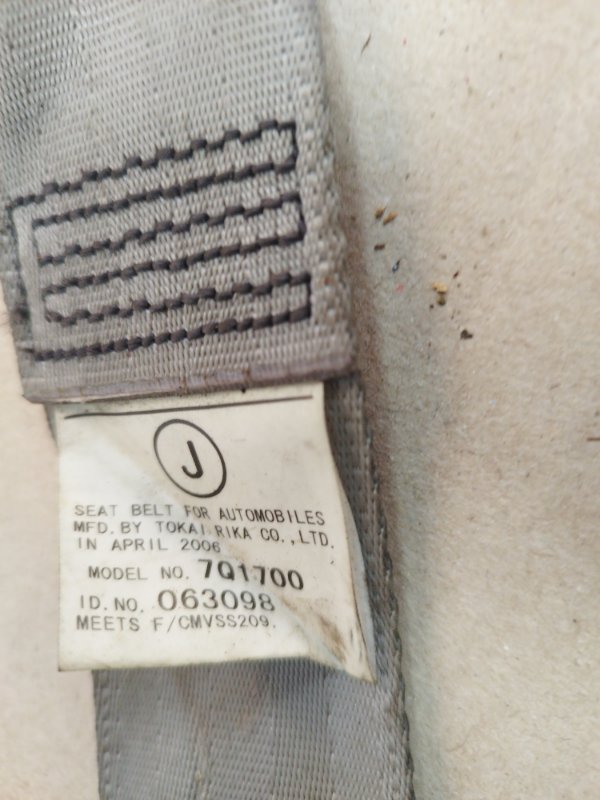 J
SEAT BELT FOR AUTOMOBILES
MFD. BY TOKAI RIKA CO., LTD.
IN APRIL 2006
MODEL NO. 7Q1700
ID. NO. 063098
MEETS F/CMVSS209.